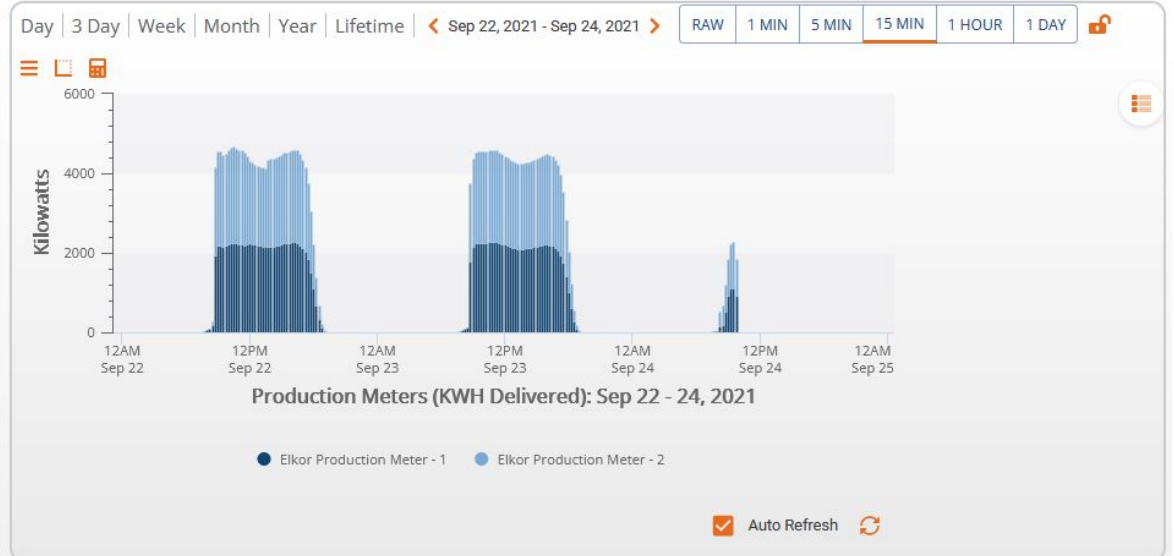 Day | 3 Day | Week | Month | Year | Lifetime | Sep 22, 2021 - Sep 24, 2021 RAW 1 MIN 5 MIN 15 MIN 1 HOUR 1 DAY
6000
4000
2000
0
Kilowatts
12AM 12PM 12AM 12PM 12AM 12PM 12AM
Sep 22 Sep 22 Sep 23 Sep 23 Sep 24 Sep 24 Sep 25
Production Meters (KWH Delivered): Sep 22 - 24, 2021
Elkor Production Meter - 1 Elkor Production Meter - 2
Auto Refresh